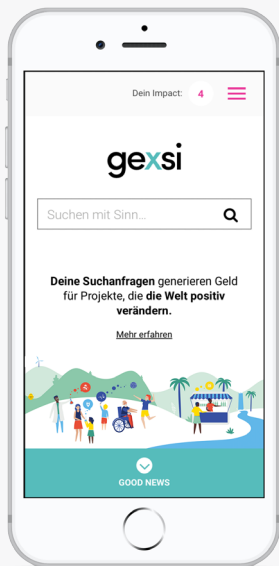 Dein Impact: 4
gexsi
Suchen mit Sinn...
Deine Suchanfragen generieren Geld
für Projekte, die die Welt positiv
verändern.
Mehr erfahren
GOOD NEWS